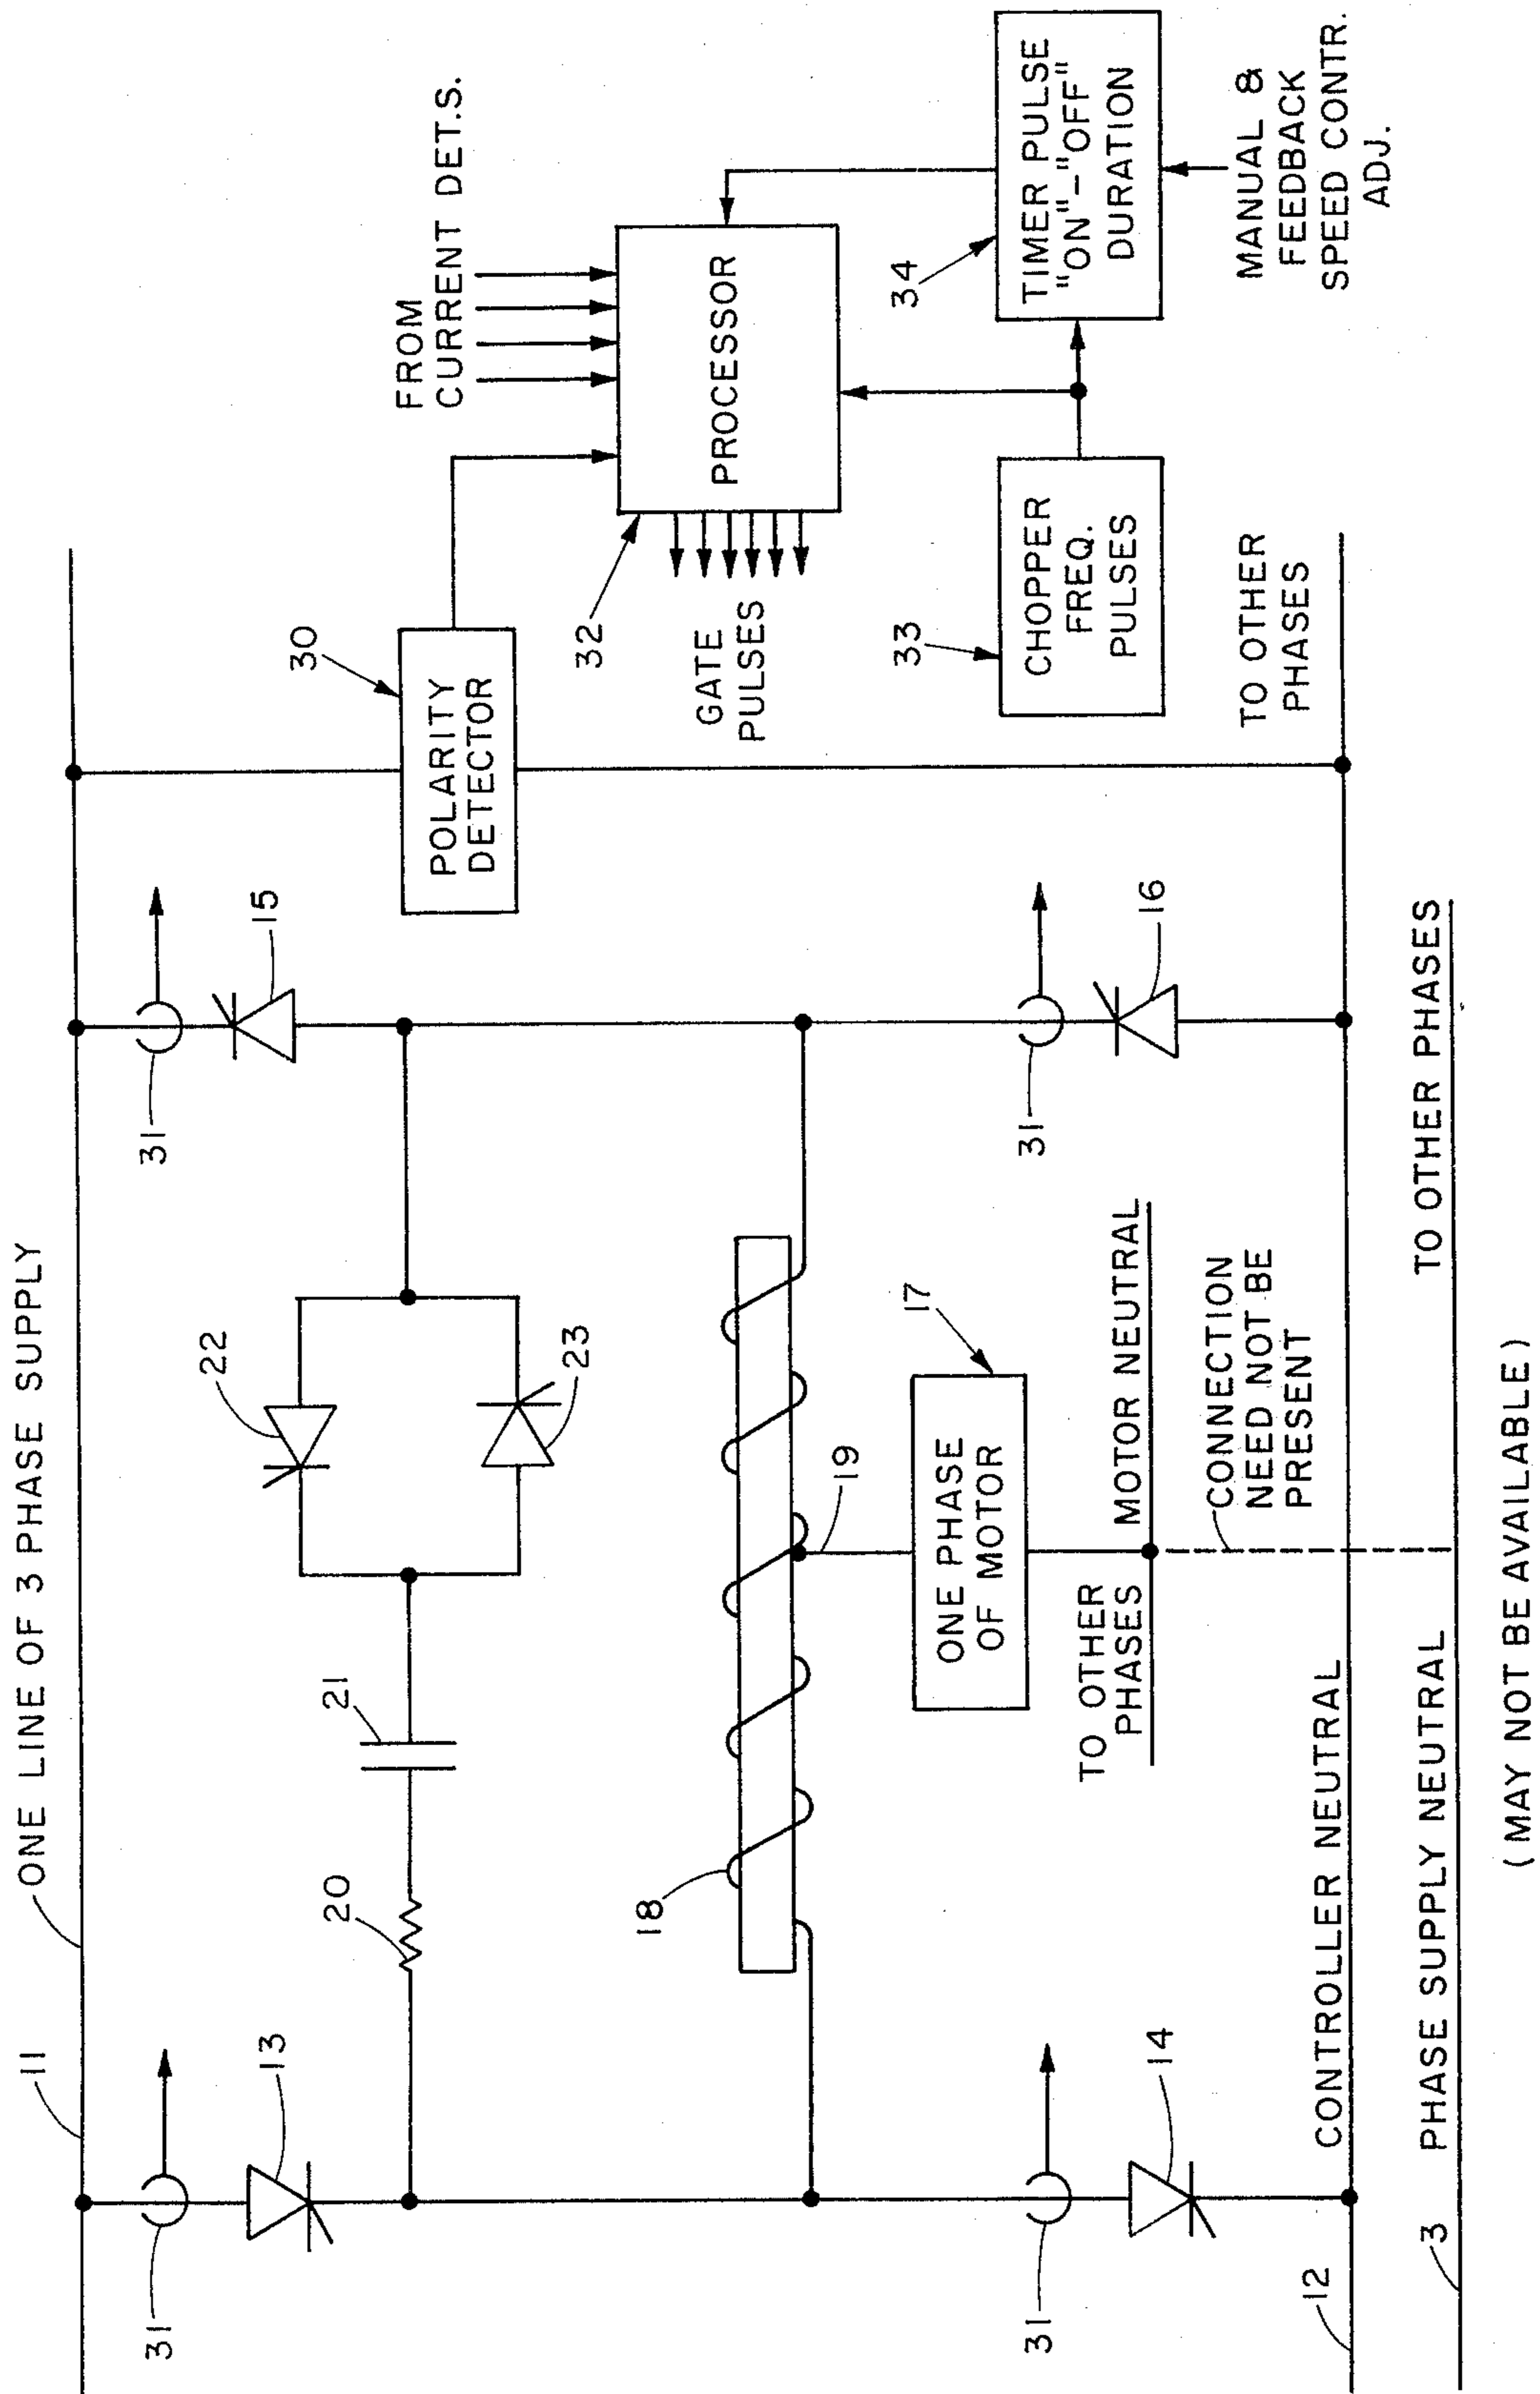 11
ONE LINE OF 3 PHASE SUPPLY
31
13
20
21
22
23
31
15
30
POLARITY
DETECTOR
FROM
CURRENT DET.S.
32
PROCESSOR
GATE
PULSES
18
19
17
ONE PHASE
OF MOTOR
33
CHOPPER
FREQ.
PULSES
34
TIMER PULSE
"ON"-"OFF"
DURATION
MANUAL &
FEEDBACK
SPEED CONTR.
ADJ.
31
14
31
16
TO OTHER
PHASES
MOTOR NEUTRAL
CONNECTION
NEED NOT BE
PRESENT
TO OTHER
PHASES
12
CONTROLLER NEUTRAL
3 PHASE SUPPLY NEUTRAL
TO OTHER PHASES
(MAY NOT BE AVAILABLE)